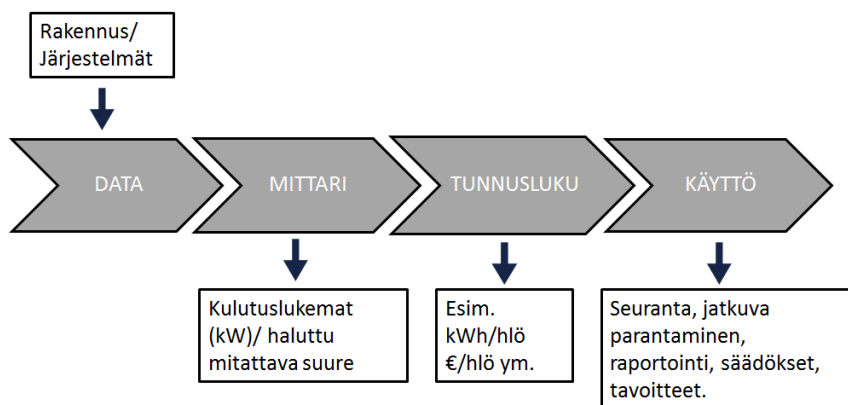 Rakennus/
Järjestelmät
DATA
MITTARI
TUNNUSLUKU
KÄYTTÖ
Kulutuslukemat
(kW)/ haluttu
mitattava suure
Esim.
kWh/hlö
€/hlö ym.
Seuranta, jatkuva
parantaminen,
raportointi, säädökset,
tavoitteet.